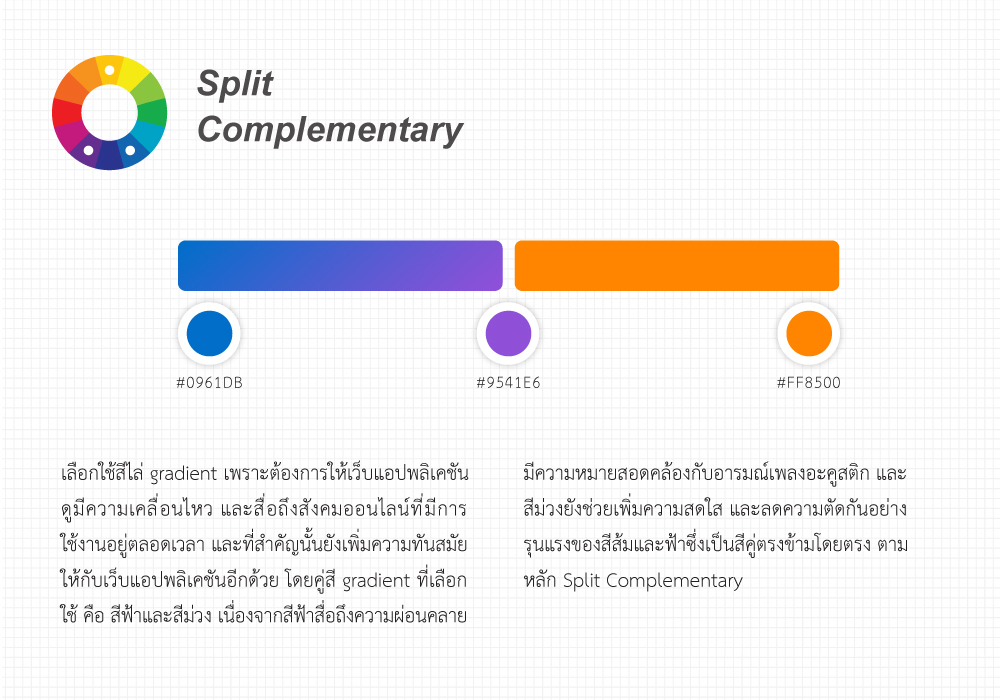 Split
Complementary
#0961DB
#9541E6
#FF8500
เลือกใช้สีไล่ gradient เพราะต้องการให้เว็บแอปพลิเคชัน
ดูมีความเคลื่อนไหว และสื่อถึงสังคมออนไลน์ที่มีการ
ใช้งานอยู่ตลอดเวลา และที่สำคัญนั้นยังเพิ่มความทันสมัย
ให้กับเว็บแอปพลิเคชันอีกด้วย โดยคู่สี gradient ที่เลือก
ใช้ คือ สีฟ้าและสีม่วง เนื่องจากสีฟ้าสื่อถึงความผ่อนคลาย
มีความหมายสอดคล้องกับอารมณ์เพลงอะคูสติก และ
สีม่วงยังช่วยเพิ่มความสดใส และลดความตัดกันอย่าง
รุนแรงของสีส้มและฟ้าซึ่งเป็นสีคู่ตรงข้ามโดยตรง ตาม
หลัก Split Complementary